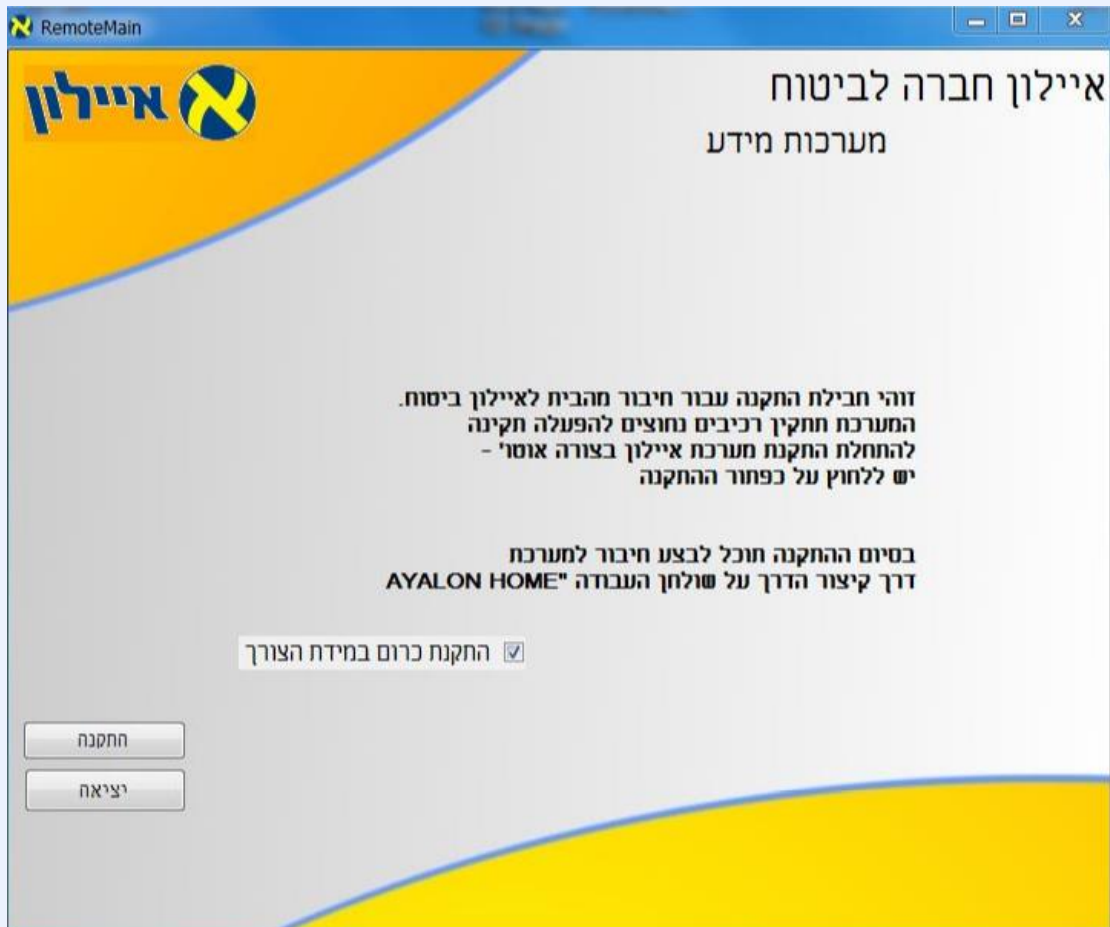 RemoteMain
איילון
איילון חברה לביטוח
מערכות מידע
זוהי חבילת התקנה עבור חיבור מהבית לאיילון ביטוח.
המערכת תתקין רכיבים נחוצים להפעלה תקינה
להתחלת התקנת מערכת איילון בצורה אוטו' -
יש ללחוץ על כפתור ההתקנה
בסיום ההתקנה תוכל לבצע חיבור למערכת
דרך קיצור הדרך על שולחן העבודה "AYALON HOME
התקנת כרום במידת הצורך
התקנה
יציאה